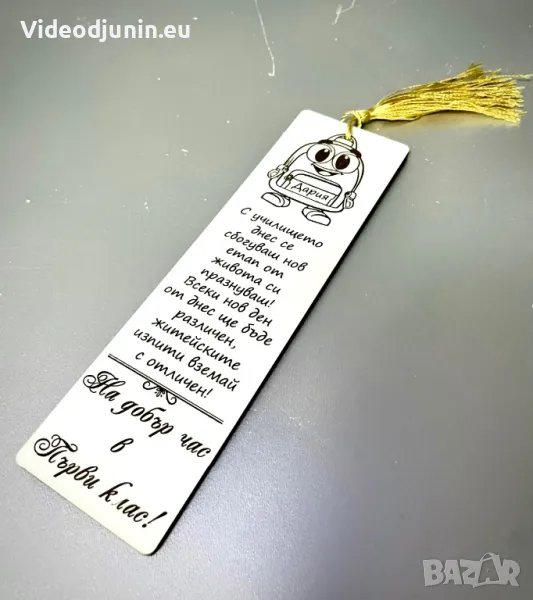 Videodjunin.eu
Дария
С училището
днес се
сбогуваш нов
етап от
живота си
празнуваш!
Всеки нов ден
от днес ще бъде
различен,
житейските
изпити вземай
с отличен!
На добър час
в
Първи клас!
BAZAR